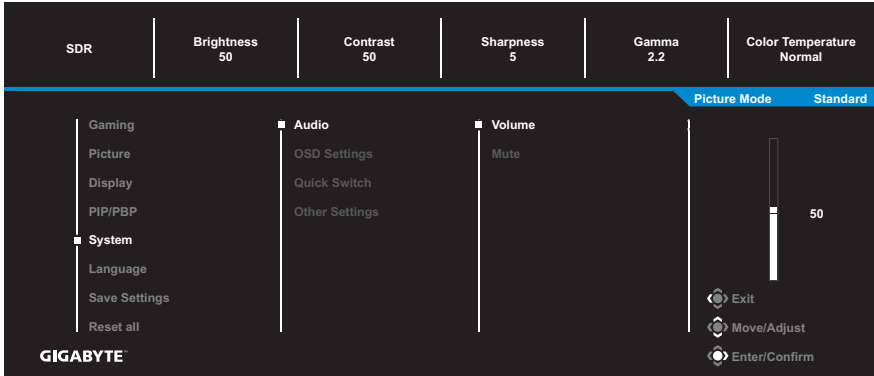 SDR
Brightness
50
Contrast
50
Sharpness
5
Gamma
2.2
Color Temperature
Normal
Picture Mode Standard
Gaming
Picture
Display
PIP/PBP
System
Language
Save Settings
Reset all
Audio
OSD Settings
Quick Switch
Other Settings
Volume
Mute
50
Exit
Move/Adjust
Enter/Confirm
GIGABYTE™